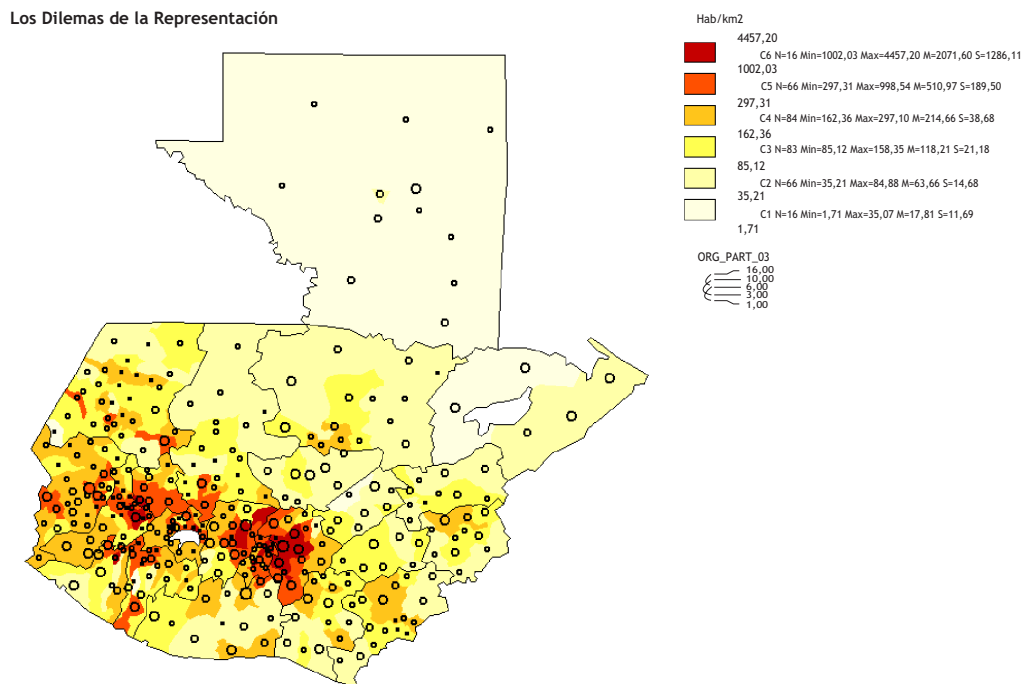 Los Dilemas de la Representación
Hab/km2
4457,20
C6 N=16 Min=1002,03 Max=4457,20 M=2071,60 S=1286,11
1002,03
C5 N=66 Min=297,31 Max=998,54 M=510,97 S=189,50
297,31
C4 N=84 Min=162,36 Max=297,10 M=214,66 S=38,68
162,36
C3 N=83 Min=85,12 Max=158,35 M=118,21 S=21,18
85,12
C2 N=66 Min=35,21 Max=84,88 M=63,66 S=14,68
35,21
C1 N=16 Min=1,71 Max=35,07 M=17,81 S=11,69
1,71
ORG_PART_03
16,00
10,00
6,00
3,00
1,00